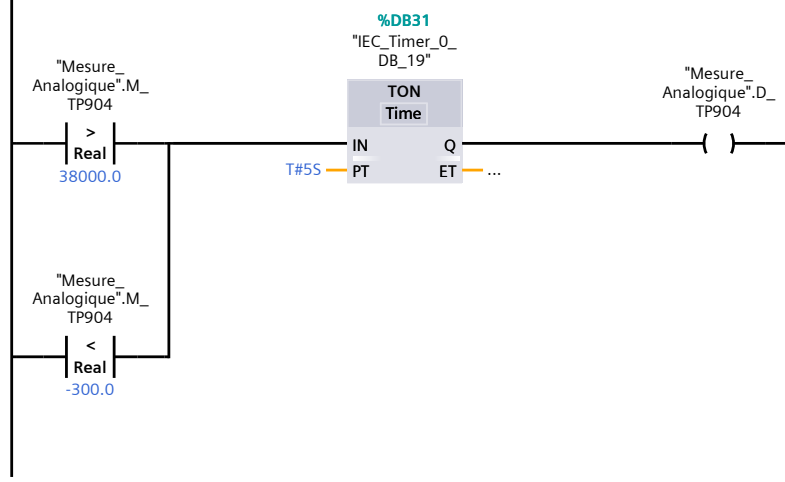 %DB31
"IEC_Timer_0_
DB_19"
"Mesure_
Analogique".M_
TP904
>
Real
38000.0
TON
Time
IN
Q
T#5S
PT
ET
...
"Mesure_
Analogique".D_
TP904
"Mesure_
Analogique".M_
TP904
<
Real
-300.0